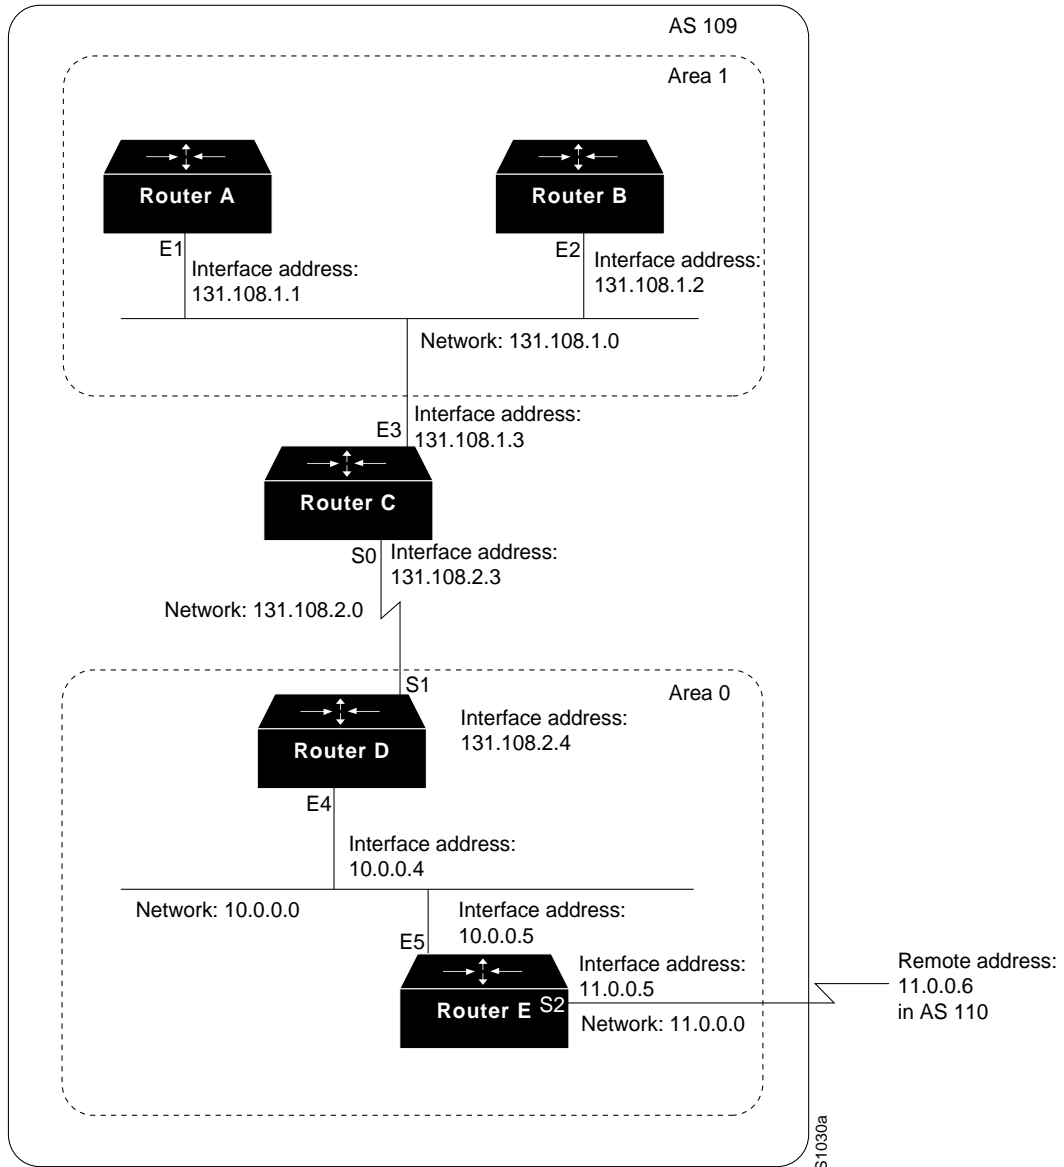 AS 109
Area 1
Router A
Router B
E1
Interface address:
131.108.1.1
E2
Interface address:
131.108.1.2
Network: 131.108.1.0
E3
Interface address:
131.108.1.3
Router C
S0
Interface address:
131.108.2.3
Network: 131.108.2.0
S1
Area 0
Interface address:
131.108.2.4
Router D
E4
Interface address:
10.0.0.4
Network: 10.0.0.0
Interface address:
10.0.0.5
E5
Interface address:
11.0.0.5
Router E
S2
Network: 11.0.0.0
Remote address:
11.0.0.6
in AS 110
S1030a